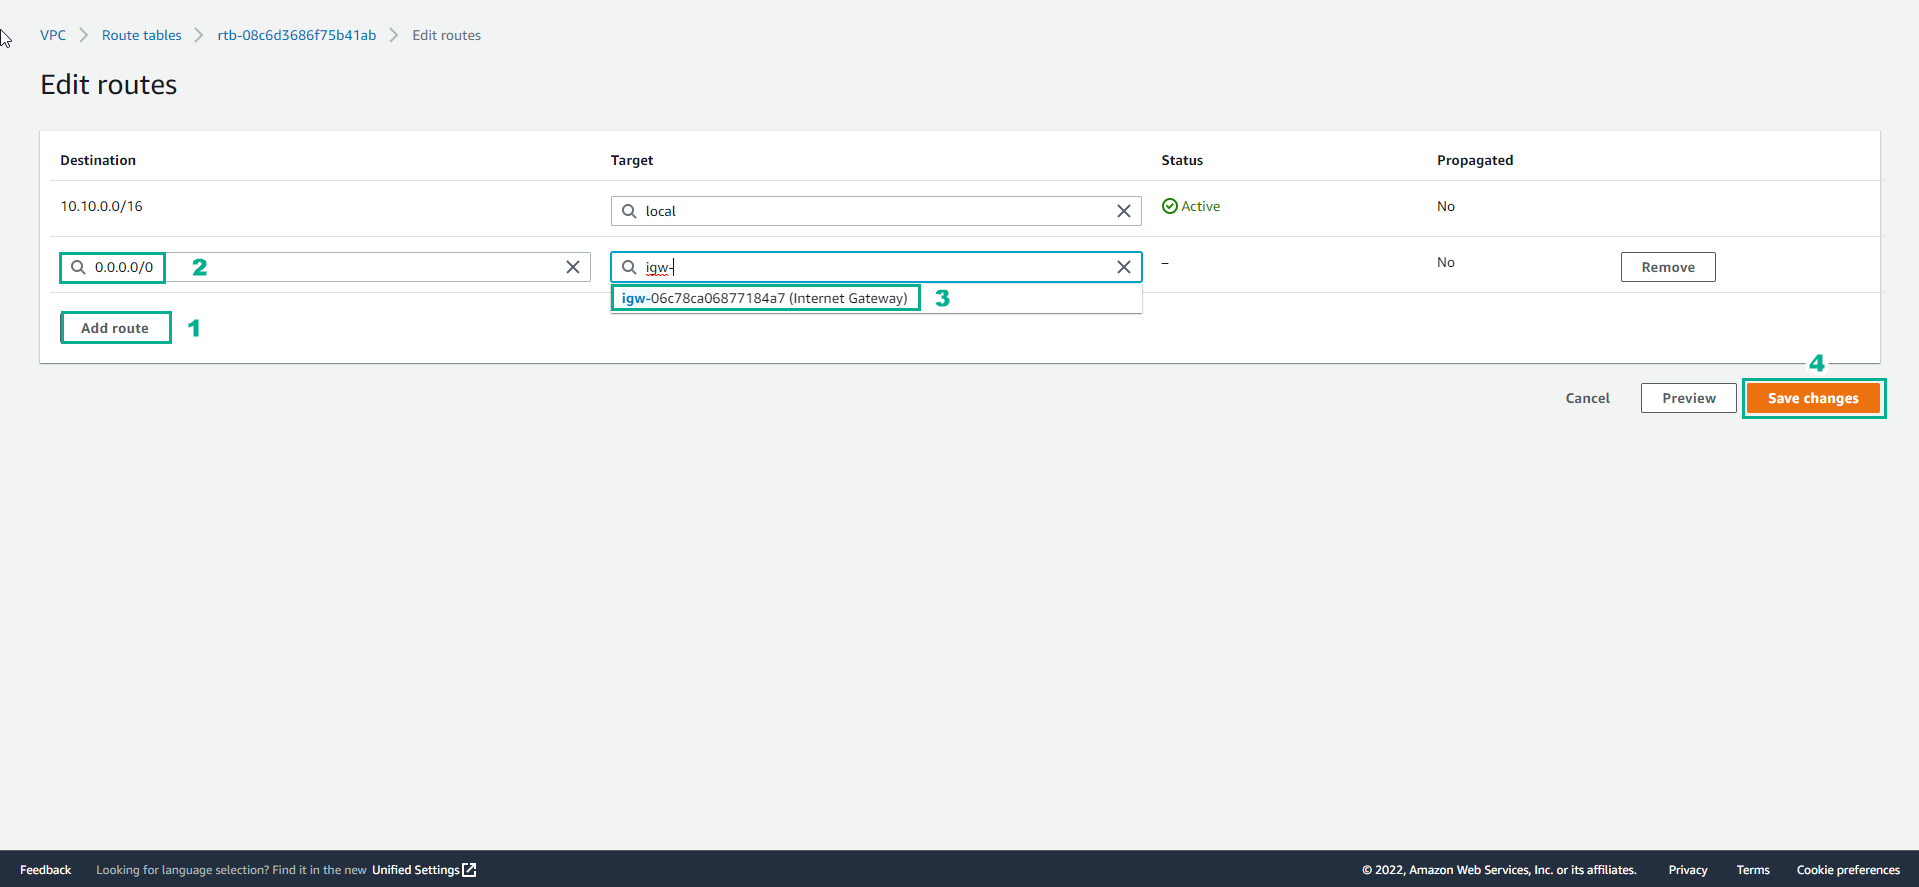 VPC Route tables rtb-08c6d3686f75b41ab Edit routes
Edit routes
Destination Target Status Propagated
10.10.0.0/16 local Active No
0.0.0.0/0 2 igw- – No Remove
igw-06c78ca06877184a7 (Internet Gateway) 3
Add route 1
4
Cancel Preview Save changes
Feedback Looking for language selection? Find it in the new Unified Settings © 2022, Amazon Web Services, Inc. or its affiliates. Privacy Terms Cookie preferences